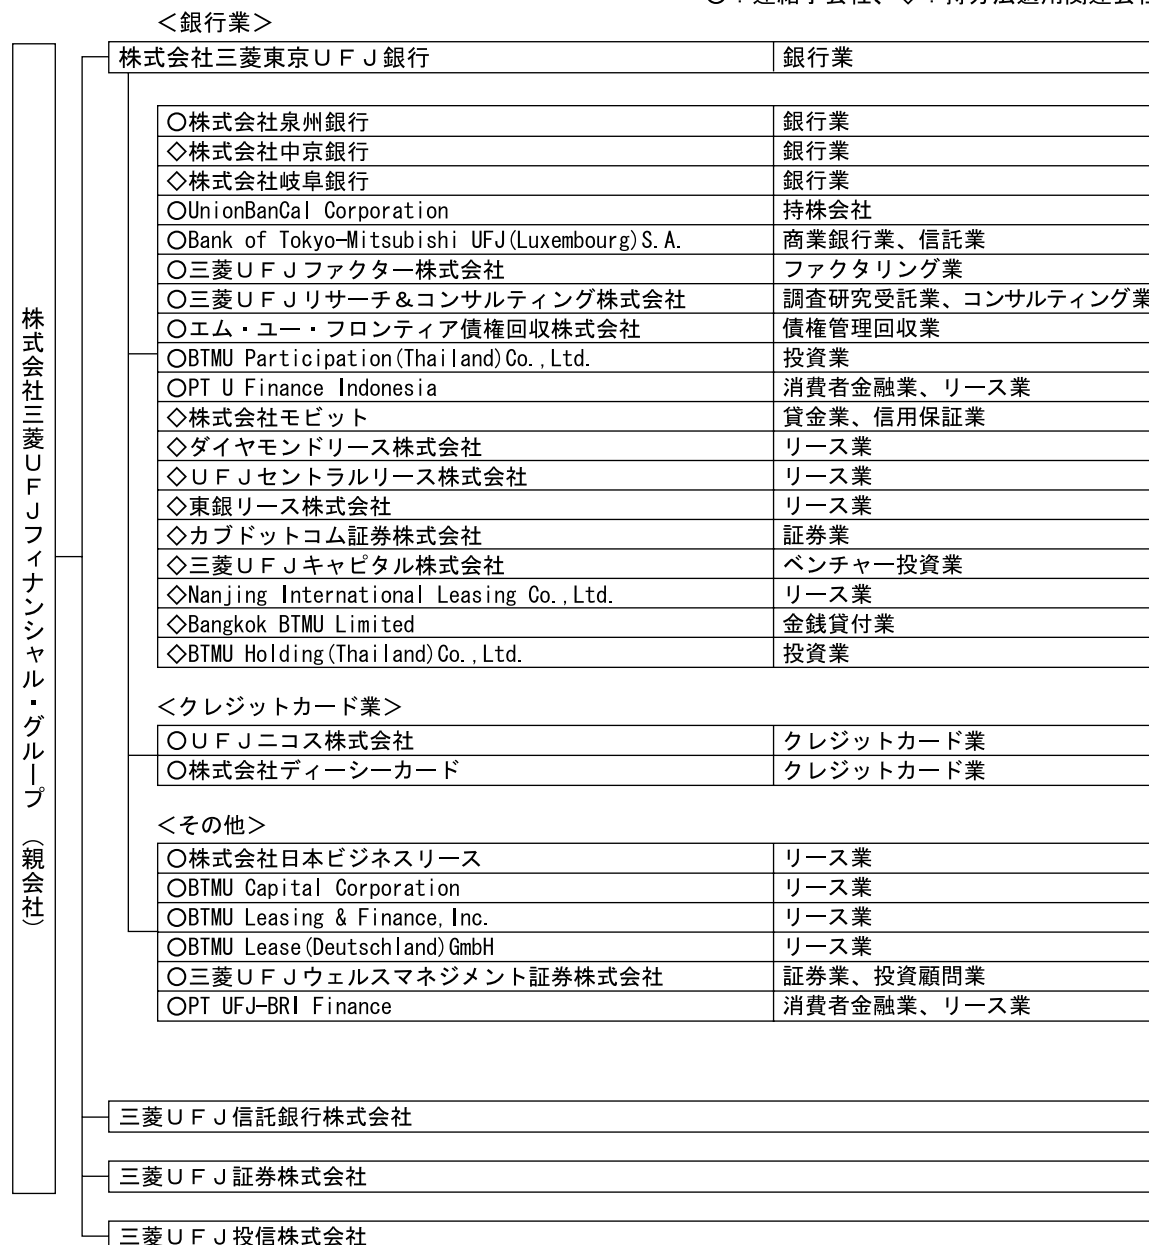 ○：連結子会社、◇：持分法適用関連会社
＜銀行業＞
株式会社三菱東京ＵＦＪ銀行 銀行業
○株式会社泉州銀行 銀行業
◇株式会社中京銀行 銀行業
◇株式会社岐阜銀行 銀行業
○UnionBanCal Corporation 持株会社
○Bank of Tokyo-Mitsubishi UFJ(Luxembourg)S.A. 商業銀行業、信託業
○三菱ＵＦＪファクター株式会社 ファクタリング業
○三菱ＵＦＪリサーチ＆コンサルティング株式会社 調査研究受託業、コンサルティング業
○エム・ユー・フロンティア債権回収株式会社 債権管理回収業
○BTMU Participation(Thailand)Co.,Ltd. 投資業
○PT U Finance Indonesia 消費者金融業、リース業
◇株式会社モビット 貸金業、信用保証業
◇ダイヤモンドリース株式会社 リース業
◇ＵＦＪセントラルリース株式会社 リース業
◇東銀リース株式会社 リース業
◇カブドットコム証券株式会社 証券業
◇三菱ＵＦＪキャピタル株式会社 ベンチャー投資業
◇Nanjing International Leasing Co.,Ltd. リース業
◇Bangkok BTMU Limited 金銭貸付業
◇BTMU Holding(Thailand)Co.,Ltd. 投資業
＜クレジットカード業＞
○ＵＦＪニコス株式会社 クレジットカード業
○株式会社ディーシーカード クレジットカード業
＜その他＞
○株式会社日本ビジネスリース リース業
○BTMU Capital Corporation リース業
○BTMU Leasing & Finance,Inc. リース業
○BTMU Lease(Deutschland)GmbH リース業
○三菱ＵＦＪウェルスマネジメント証券株式会社 証券業、投資顧問業
○PT UFJ-BRI Finance 消費者金融業、リース業
三菱ＵＦＪ信託銀行株式会社
三菱ＵＦＪ証券株式会社
三菱ＵＦＪ投信株式会社
株式会社三菱ＵＦＪフィナンシャル・グループ （親会社）